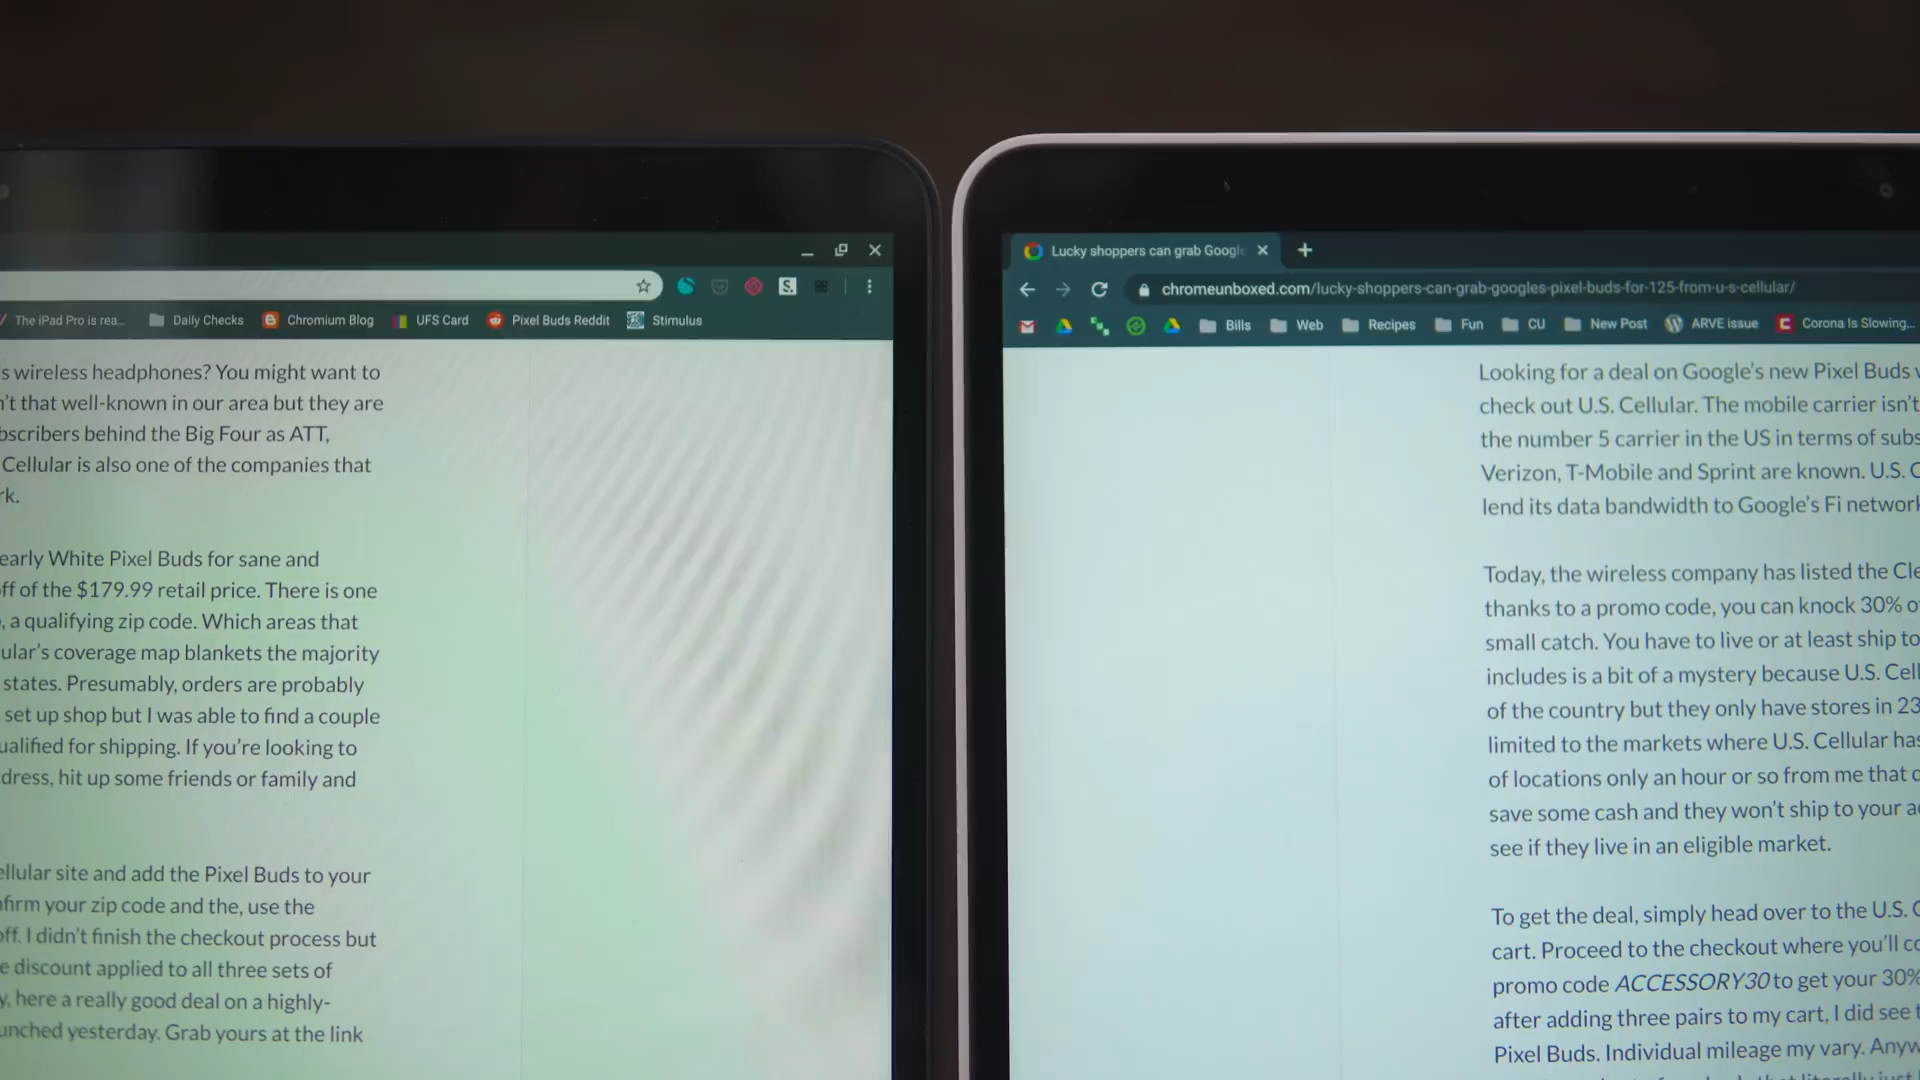 The iPad Pro is rea...
Daily Checks
Chromium Blog
UFS Card
Pixel Buds Reddit
Stimulus
s wireless headphones? You might want to
n't that well-known in our area but they are
bscribers behind the Big Four as ATT,
Cellular is also one of the companies that
rk.
early White Pixel Buds for sane and
ff of the $179.99 retail price. There is one
, a qualifying zip code. Which areas that
ular's coverage map blankets the majority
states. Presumably, orders are probably
set up shop but I was able to find a couple
ualified for shipping. If you're looking to
dress, hit up some friends or family and
ellular site and add the Pixel Buds to your
nfirm your zip code and the, use the
off. I didn't finish the checkout process but
e discount applied to all three sets of
y, here a really good deal on a highly-
unched yesterday. Grab yours at the link
Lucky shoppers can grab Google
chromeunboxed.com/lucky-shoppers-can-grab-googles-pixel-buds-for-125-from-u-s-cellular/
Bills
Web
Recipes
Fun
CU
New Post
ARVE issue
Corona Is Slowing...
Looking for a deal on Google's new Pixel Buds
check out U.S. Cellular. The mobile carrier isn't
the number 5 carrier in the US in terms of subs
Verizon, T-Mobile and Sprint are known. U.S. C
lend its data bandwidth to Google's Fi network
Today, the wireless company has listed the Cle
thanks to a promo code, you can knock 30% o
small catch. You have to live or at least ship to
includes is a bit of a mystery because U.S. Cell
of the country but they only have stores in 23
limited to the markets where U.S. Cellular has
of locations only an hour or so from me that
save some cash and they won't ship to your a
see if they live in an eligible market.
To get the deal, simply head over to the U.S. C
cart. Proceed to the checkout where you'll co
promo code ACCESSORY30 to get your 30%
after adding three pairs to my cart, I did see t
Pixel Buds. Individual mileage my vary. Anyw